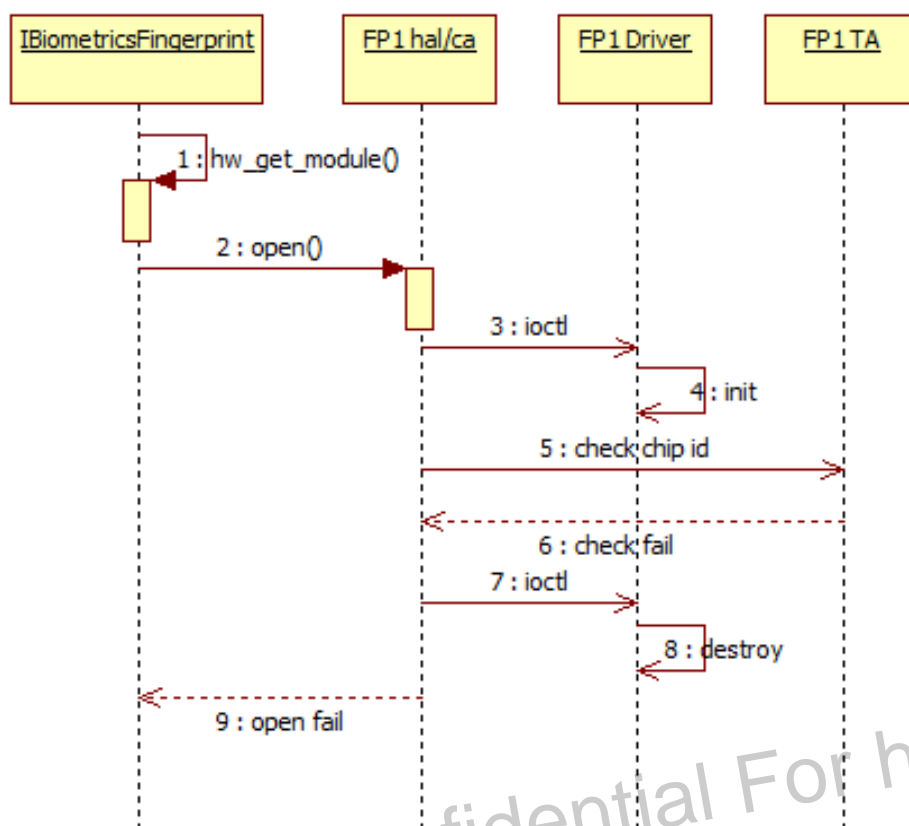 IBiometricsFingerprint
FP1 hal/ca
FP1 Driver
FP1 TA
1 : hw_get_module()
2 : open()
3 : ioctl
4 : init
5 : check chip id
6 : check fail
7 : ioctl
8 : destroy
9 : open fail
fidential For h